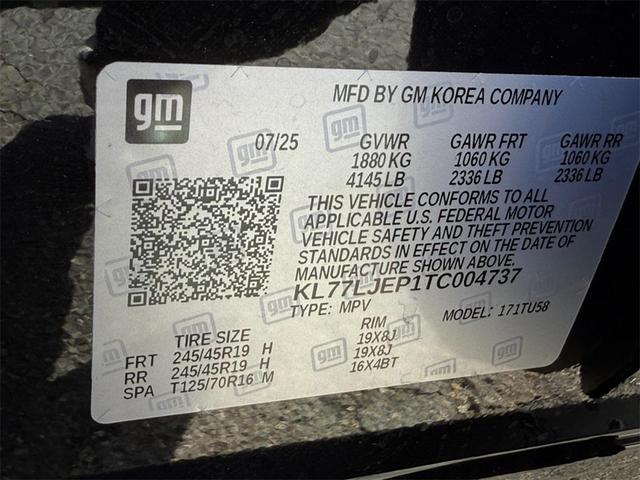 gm
MFD BY GM KOREA COMPANY
07/25 GVWR GAWR FRT GAWR RR
1880 KG 1060 KG 1060 KG
4145 LB 2336 LB 2336 LB
THIS VEHICLE CONFORMS TO ALL
APPLICABLE U.S. FEDERAL MOTOR
VEHICLE SAFETY AND THEFT PREVENTION
STANDARDS IN EFFECT ON THE DATE OF
MANUFACTURE SHOWN ABOVE.
KL77LJEP1TC004737
TYPE: MPV MODEL: 171TU58
TIRE SIZE RIM
FRT 245/45R19 H 19X8J
RR 245/45R19 H 19X8J
SPA T125/70R16 M 16X4BT